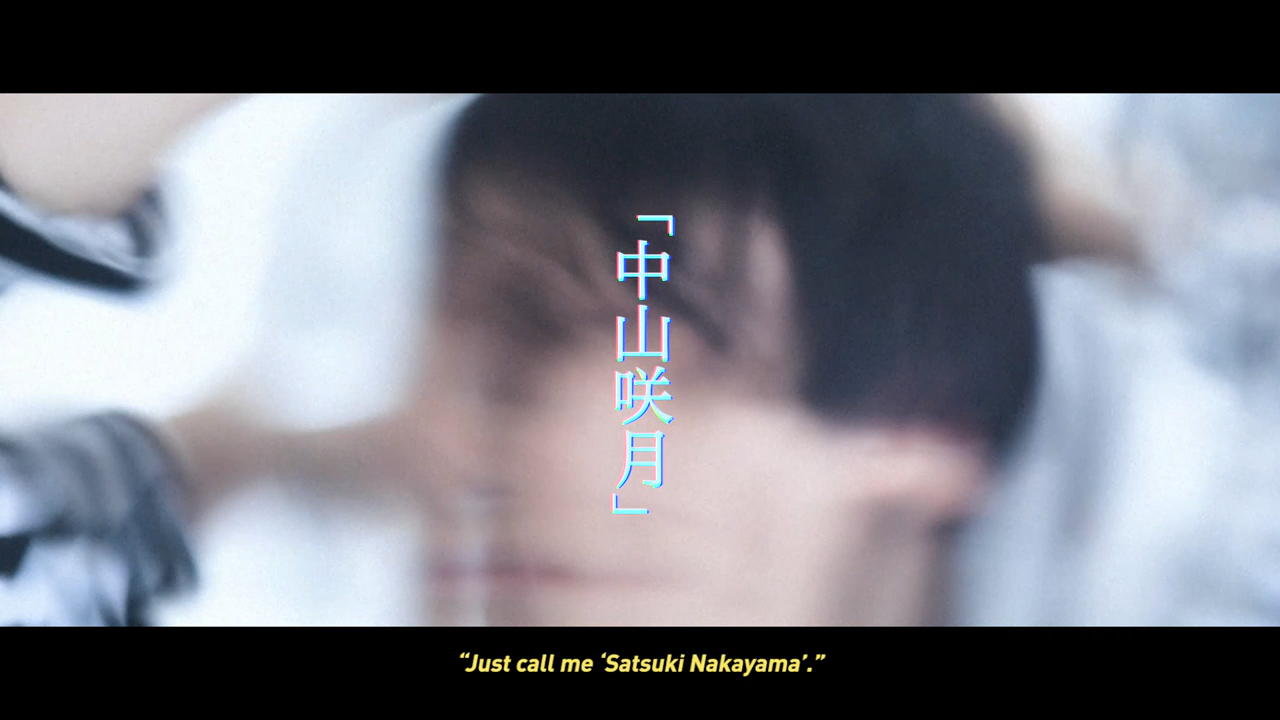 「中山咲月」
“Just call me ‘Satsuki Nakayama’.”